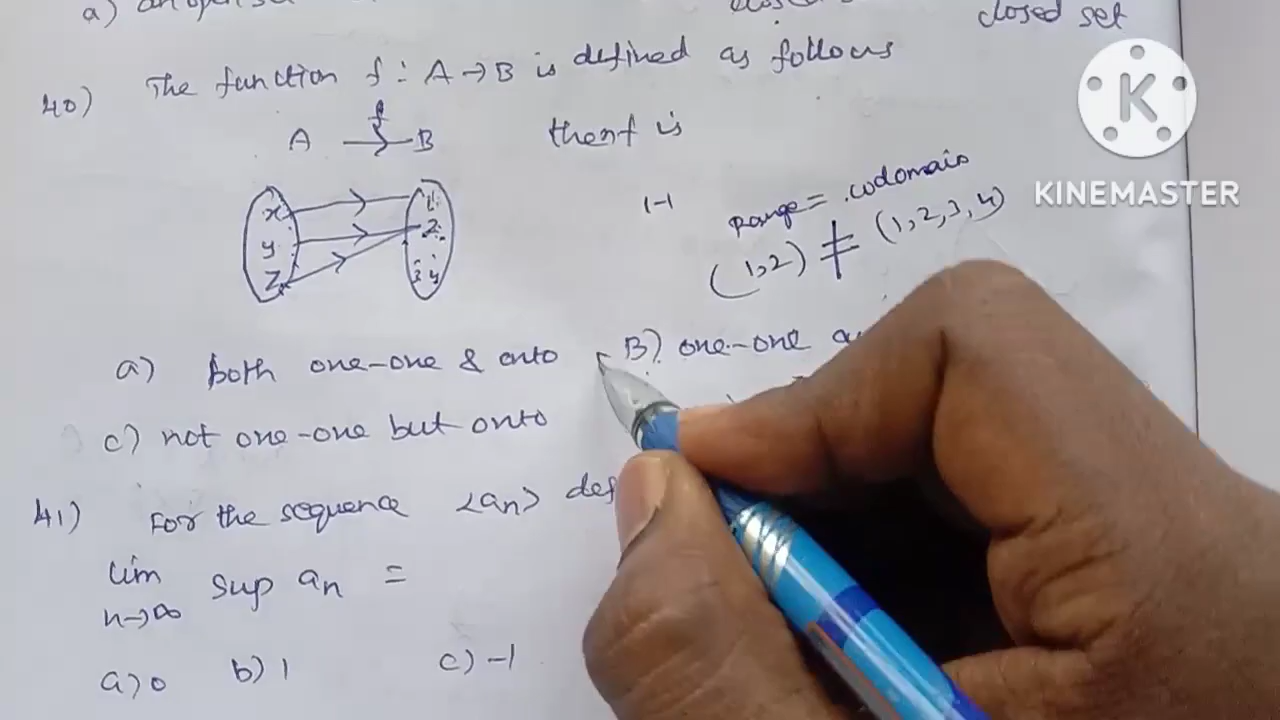 a)
closed set
40) The function f : A → B is defined as follows
A f→ B then f is
x
y
z
1
2
3 4
1-1
Range = codomain
(1,2) ≠ (1,2,3,4)
a) both one-one & onto B) one-one
c) not one-one but onto
41) For the sequence <an>
lim sup an =
n→∞
a) 0 b) 1 c) -1
K
KINEMASTER